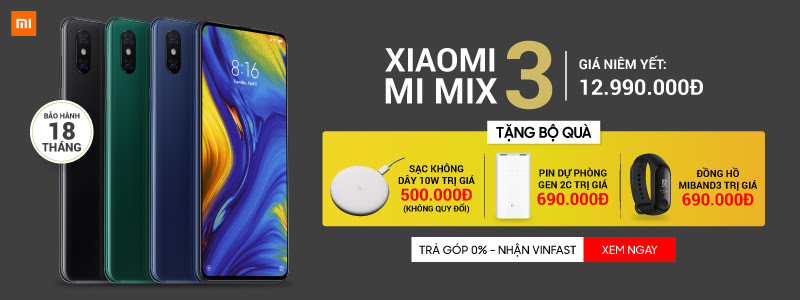 mi
BẢO HÀNH
18
THÁNG
8:16
XIAOMI
MI MIX 3
GIÁ NIÊM YẾT:
12.990.000Đ
TẶNG BỘ QUÀ
SẠC KHÔNG
DÂY 10W TRỊ GIÁ
500.000Đ
(KHÔNG QUY ĐỔI)
PIN DỰ PHÒNG
GEN 2C TRỊ GIÁ
690.000Đ
ĐỒNG HỒ
MIBAND3 TRỊ GIÁ
690.000Đ
TRẢ GÓP 0% - NHẬN VINFAST
XEM NGAY